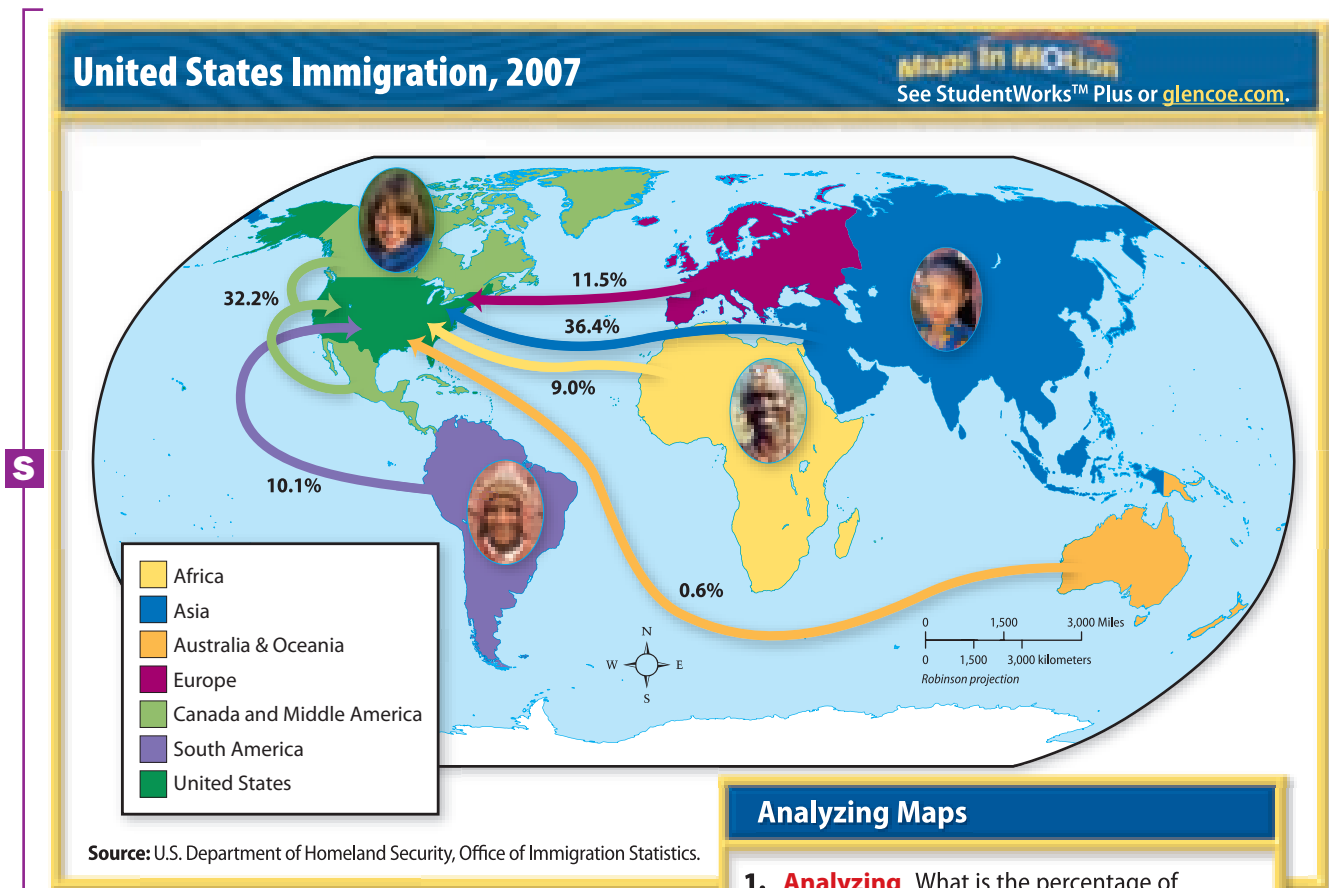 United States Immigration, 2007
Maps in MOtion
See StudentWorks™ Plus or glencoe.com.
11.5%
32.2%
36.4%
9.0%
S
10.1%
0.6%
Africa
Asia
Australia & Oceania
Europe
Canada and Middle America
South America
United States
N
W E
S
0 1,500 3,000 Miles
0 1,500 3,000 kilometers
Robinson projection
Source: U.S. Department of Homeland Security, Office of Immigration Statistics.
Analyzing Maps
1. Analyzing What is the percentage of